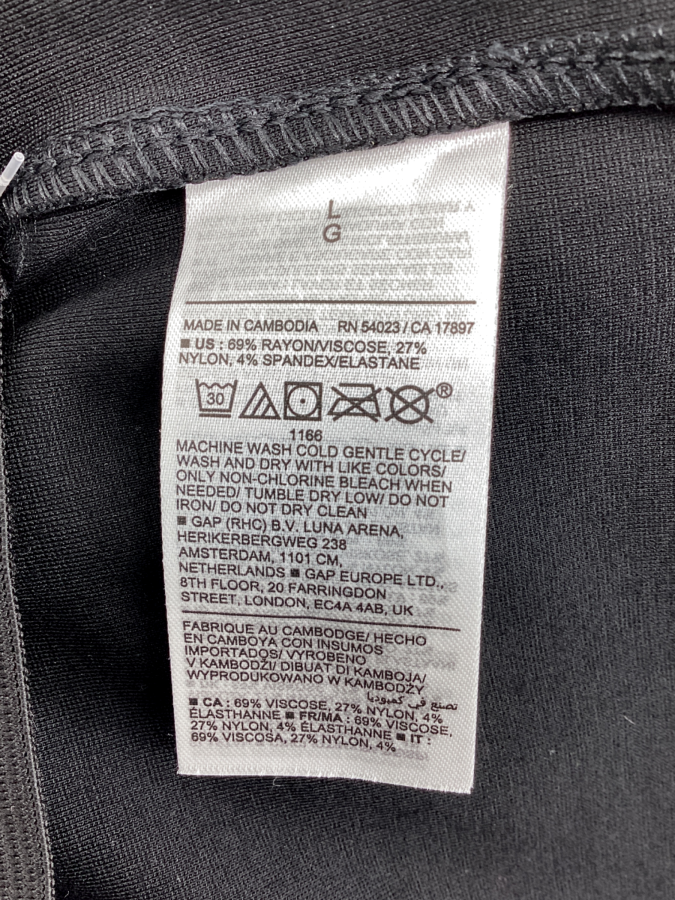 L
G
MADE IN CAMBODIA RN 54023 / CA 17897
■ US : 69% RAYON/VISCOSE, 27%
NYLON, 4% SPANDEX/ELASTANE
30 ®
1166
MACHINE WASH COLD GENTLE CYCLE/
WASH AND DRY WITH LIKE COLORS/
ONLY NON-CHLORINE BLEACH WHEN
NEEDED/ TUMBLE DRY LOW/ DO NOT
IRON/ DO NOT DRY CLEAN
■ GAP (RHC) B.V. LUNA ARENA,
HERIKERBERGWEG 238
AMSTERDAM, 1101 CM,
NETHERLANDS ■ GAP EUROPE LTD.,
8TH FLOOR, 20 FARRINGDON
STREET, LONDON, EC4A 4AB, UK
FABRIQUE AU CAMBODGE/ HECHO
EN CAMBOYA CON INSUMOS
IMPORTADOS/ VYROBENO
V KAMBODŽI/ DIBUAT DI KAMBOJA/
WYPRODUKOWANO W KAMBODŻY
تصنع في كمبوديا
■ CA : 69% VISCOSE, 27% NYLON, 4%
ÉLASTHANNE ■ FR/MA : 69% VISCOSE,
27% NYLON, 4% ÉLASTHANNE ■ IT :
69% VISCOSA, 27% NYLON, 4%